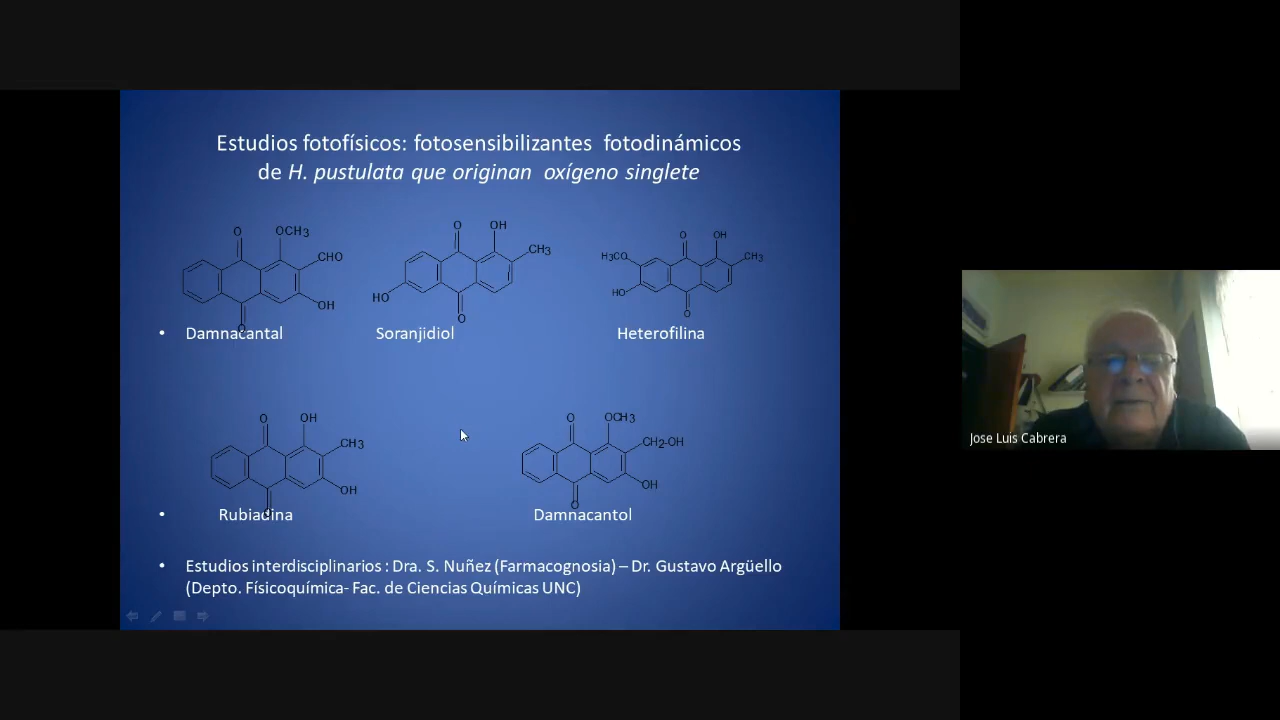 Estudios fotofísicos: fotosensibilizantes fotodinámicos
de H. pustulata que originan oxígeno singlete
O OCH3 CHO OH O
O OH CH3 HO O
O OH H3CO CH3 HO O
• Damnacantal Soranjidiol Heterofilina
O OH CH3 OH O
O OCH3 CH2-OH OH O
• Rubiadina Damnacantol
• Estudios interdisciplinarios : Dra. S. Nuñez (Farmacognosia) – Dr. Gustavo Argüello
(Depto. Físicoquímica- Fac. de Ciencias Químicas UNC)
Jose Luis Cabrera